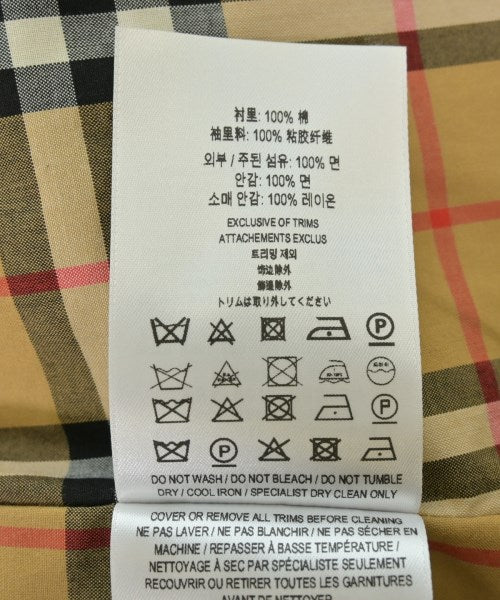 衬里: 100% 棉
袖里料: 100% 粘胶纤维
외부 / 주된 섬유: 100% 면
안감: 100% 면
소매 안감: 100% 레이온
EXCLUSIVE OF TRIMS
ATTACHEMENTS EXCLUS
트리밍 제외
饰边除外
トリムは取り外してください
P
P
P
P
DO NOT WASH / DO NOT BLEACH / DO NOT TUMBLE
DRY / COOL IRON / SPECIALIST DRY CLEAN ONLY
COVER OR REMOVE ALL TRIMS BEFORE CLEANING
NE PAS LAVER / NE PAS BLANCHIR / NE PAS SÉCHER EN
MACHINE / REPASSER À BASSE TEMPÉRATURE /
NETTOYAGE À SEC PAR SPÉCIALISTE SEULEMENT
RECOUVRIR OU RETIRER TOUTES LES GARNITURES
AVANT DE NETTOYER